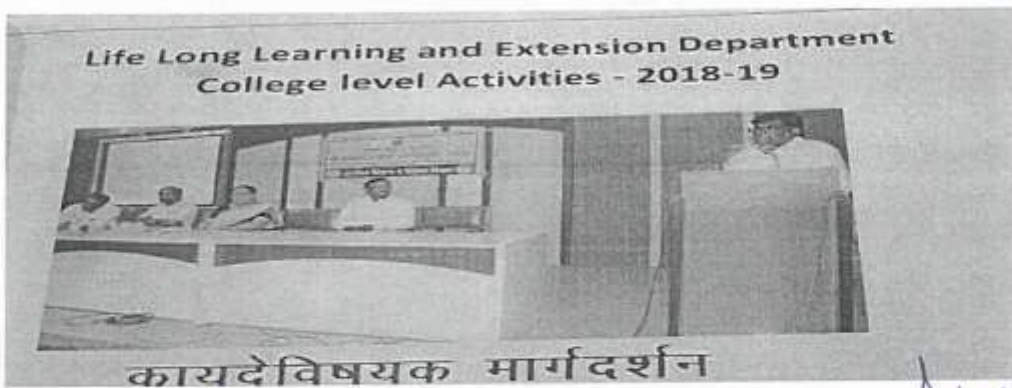 Life Long Learning and Extension Department
College level Activities - 2018-19
कायदेविषयक मार्गदर्शन